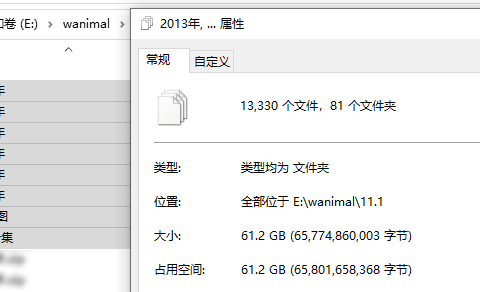 卷 (E:) › wanimal ›
2013年, ... 属性
常规
自定义
年
年
年
年
年
年
图
集
13,330 个文件，81 个文件夹
类型: 类型均为 文件夹
位置: 全部位于 E:\wanimal\11.1
大小: 61.2 GB (65,774,860,003 字节)
占用空间: 61.2 GB (65,801,658,368 字节)
.zip
.zip